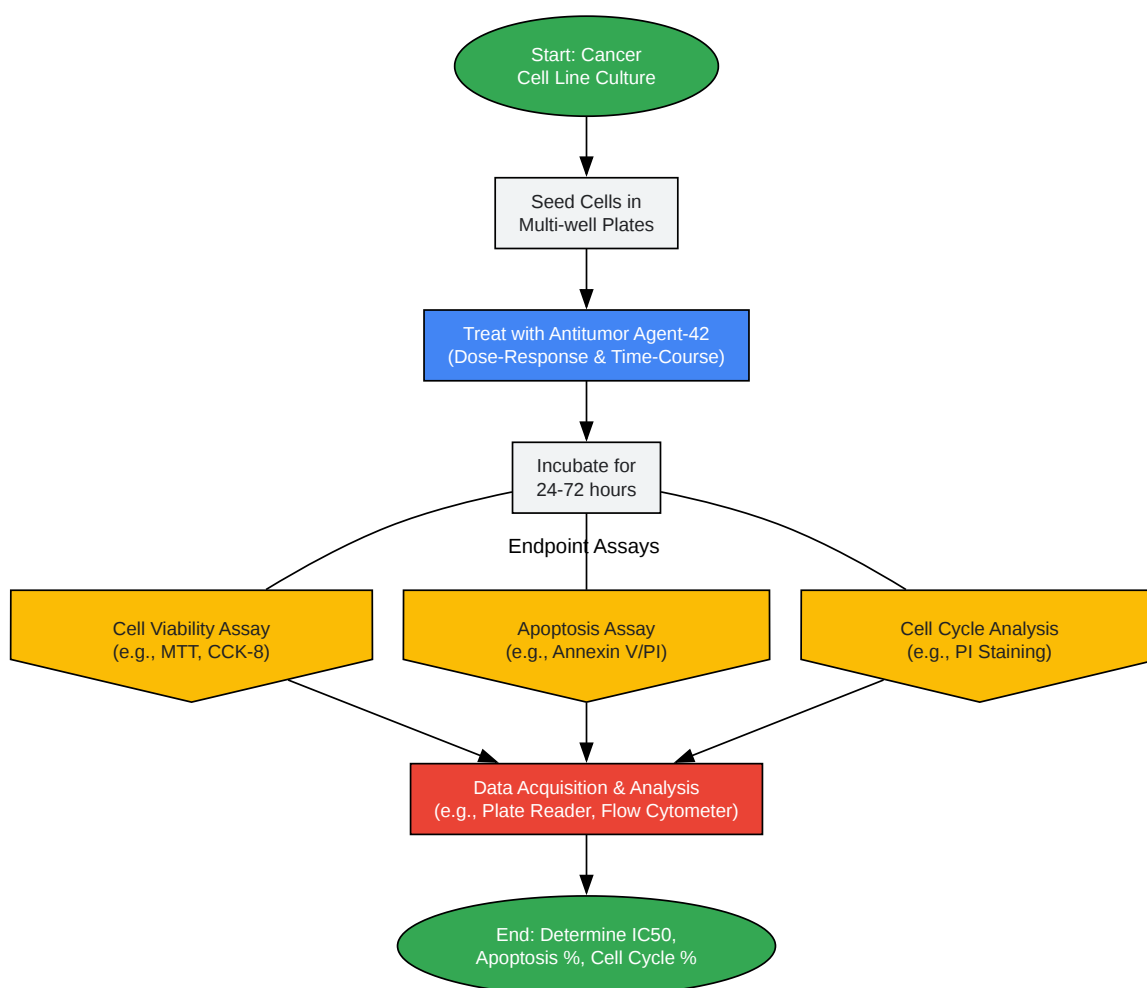 Start: Cancer
Cell Line Culture
Seed Cells in
Multi-well Plates
Treat with Antitumor Agent-42
(Dose-Response & Time-Course)
Incubate for
24-72 hours
Endpoint Assays
Cell Viability Assay
(e.g., MTT, CCK-8)
Apoptosis Assay
(e.g., Annexin V/PI)
Cell Cycle Analysis
(e.g., PI Staining)
Data Acquisition & Analysis
(e.g., Plate Reader, Flow Cytometer)
End: Determine IC50,
Apoptosis %, Cell Cycle %